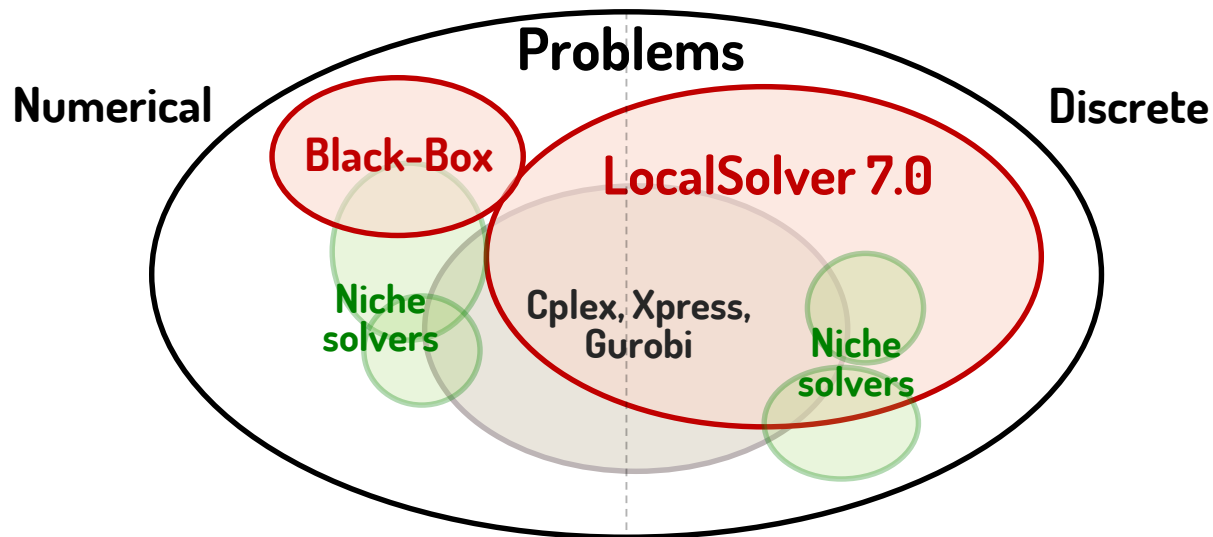 Problems
Numerical
Discrete
Black-Box
LocalSolver 7.0
Niche
solvers
Cplex, Xpress,
Gurobi
Niche
solvers